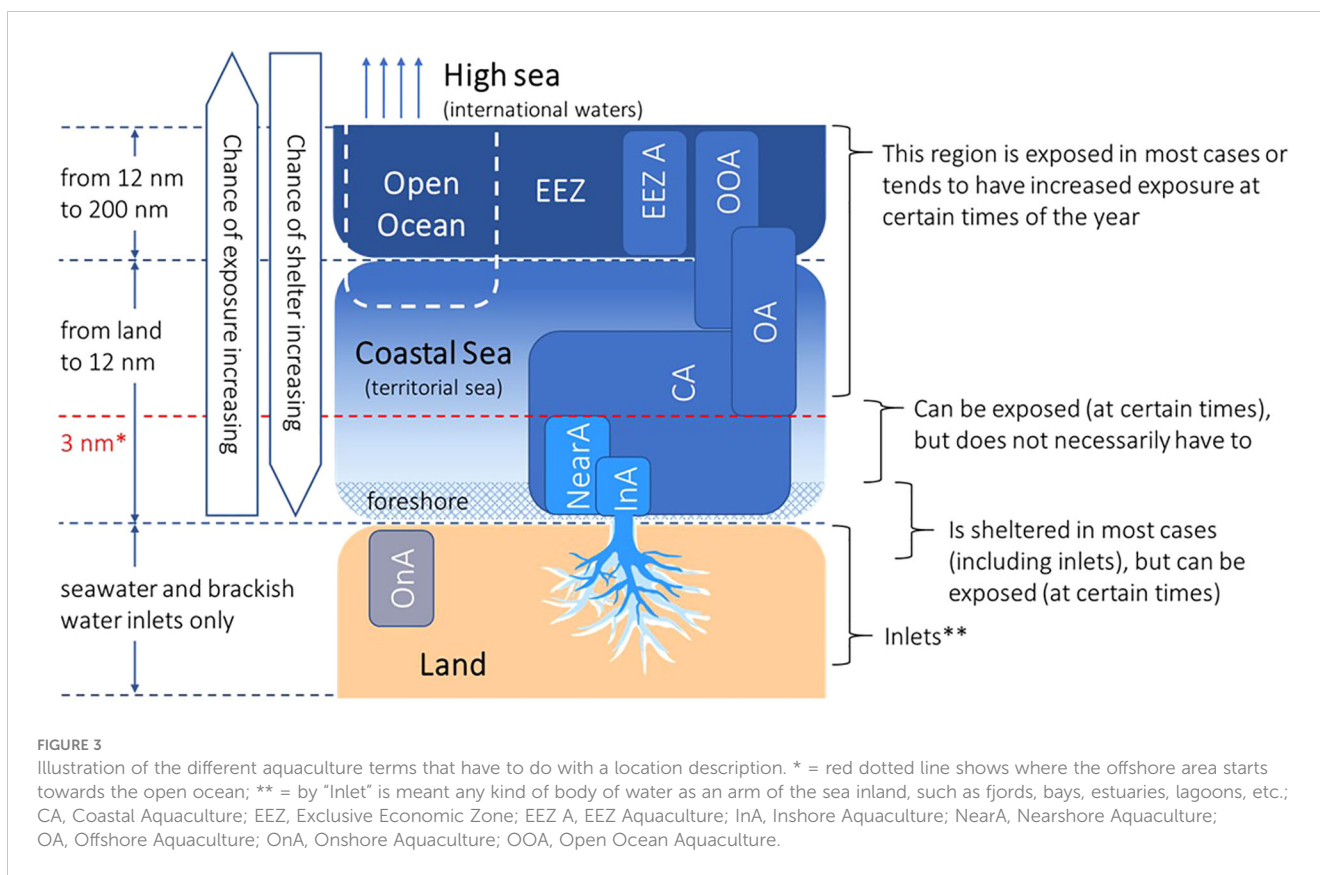 High sea
(international waters)
from 12 nm
to 200 nm
from land
to 12 nm
3 nm*
seawater and brackish
water inlets only
Chance of exposure increasing
Chance of shelter increasing
Open
Ocean
EEZ
EEZ A
OOA
OA
Coastal Sea
(territorial sea)
CA
NearA
InA
foreshore
OnA
Land
This region is exposed in most cases or
tends to have increased exposure at
certain times of the year
Can be exposed (at certain times),
but does not necessarily have to
Is sheltered in most cases
(including inlets), but can be
exposed (at certain times)
Inlets**
FIGURE 3
Illustration of the different aquaculture terms that have to do with a location description. * = red dotted line shows where the offshore area starts
towards the open ocean; ** = by “Inlet” is meant any kind of body of water as an arm of the sea inland, such as fjords, bays, estuaries, lagoons, etc.;
CA, Coastal Aquaculture; EEZ, Exclusive Economic Zone; EEZ A, EEZ Aquaculture; InA, Inshore Aquaculture; NearA, Nearshore Aquaculture;
OA, Offshore Aquaculture; OnA, Onshore Aquaculture; OOA, Open Ocean Aquaculture.